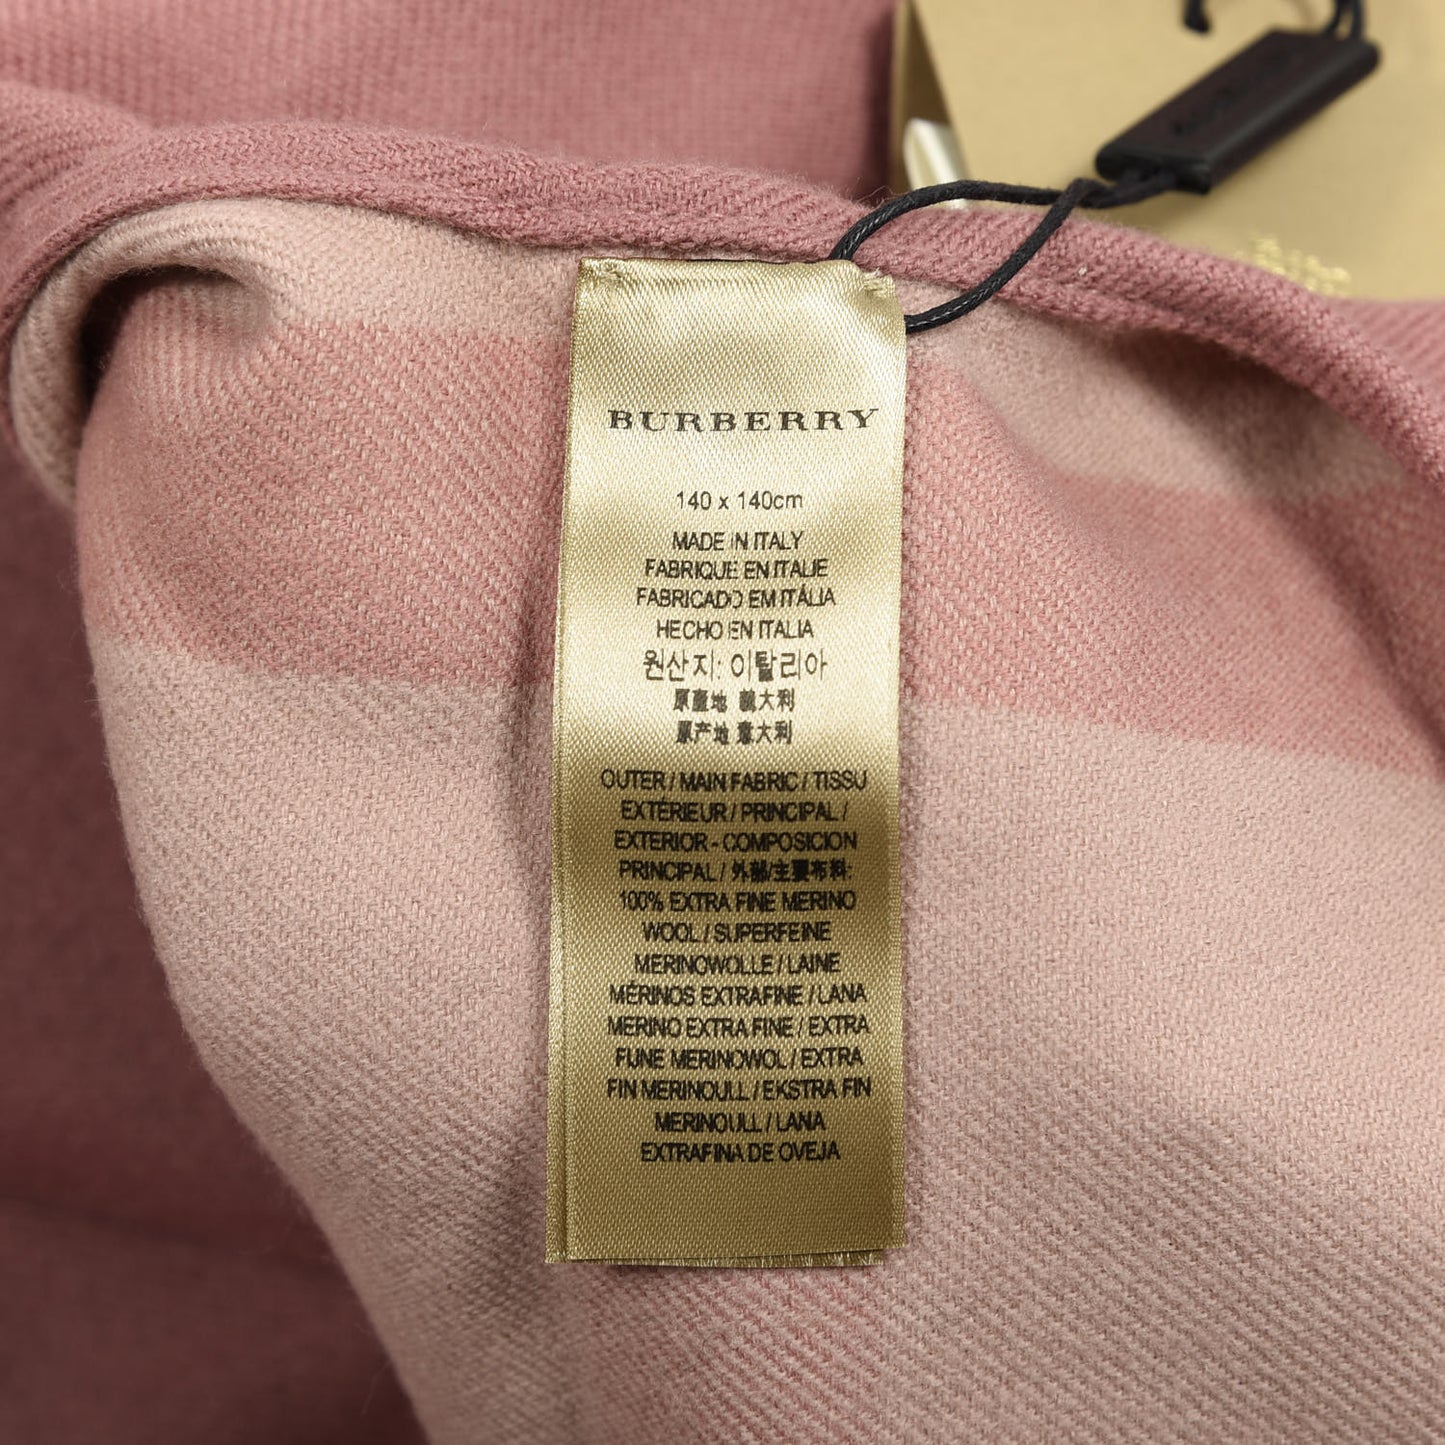 BURBERRY
140 x 140cm
MADE IN ITALY
FABRIQUE EN ITALIE
FABRICADO EM ITÁLIA
HECHO EN ITALIA
원산지: 이탈리아
原產地 義大利
原产地 意大利
OUTER / MAIN FABRIC / TISSU
EXTÉRIEUR / PRINCIPAL /
EXTERIOR - COMPOSICION
PRINCIPAL / 外部/主要布料:
100% EXTRA FINE MERINO
WOOL / SUPERFEINE
MERINOWOLLE / LAINE
MÉRINOS EXTRAFINE / LANA
MERINO EXTRA FINE / EXTRA
FIJNE MERINOWOL / EXTRA
FIN MERINOULL / EKSTRA FIN
MERINOULL / LANA
EXTRAFINA DE OVEJA